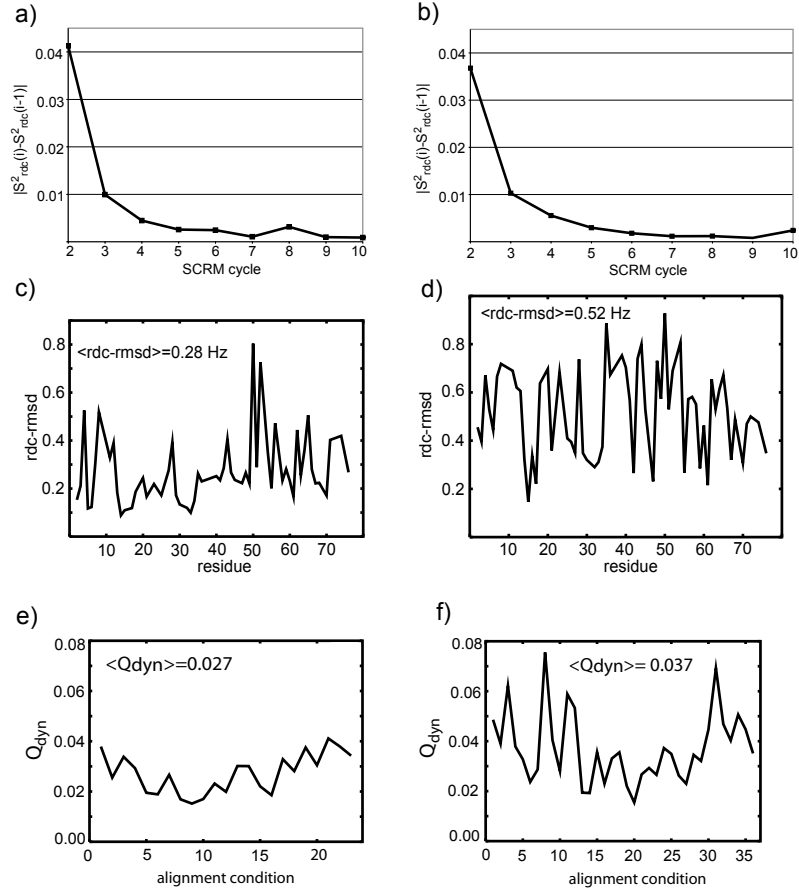 a)
0.04
0.03
0.02
0.01
|S²rdc(i)-S²rdc(i-1)|
2 3 4 5 6 7 8 9 10
SCRM cycle
b)
0.04
0.03
0.02
0.01
|S²rdc(i)-S²rdc(i-1)|
2 3 4 5 6 7 8 9 10
SCRM cycle
c)
<rdc-rmsd>=0.28 Hz
0.8
0.6
0.4
0.2
rdc-rmsd
10 20 30 40 50 60 70
residue
d)
<rdc-rmsd>=0.52 Hz
0.8
0.6
0.4
0.2
rdc-rmsd
10 20 30 40 50 60 70
residue
e)
<Qdyn>=0.027
0.08
0.06
0.04
0.02
0.00
Qdyn
0 5 10 15 20
alignment condition
f)
<Qdyn>= 0.037
0.08
0.06
0.04
0.02
0.00
Qdyn
0 5 10 15 20 25 30 35
alignment condition